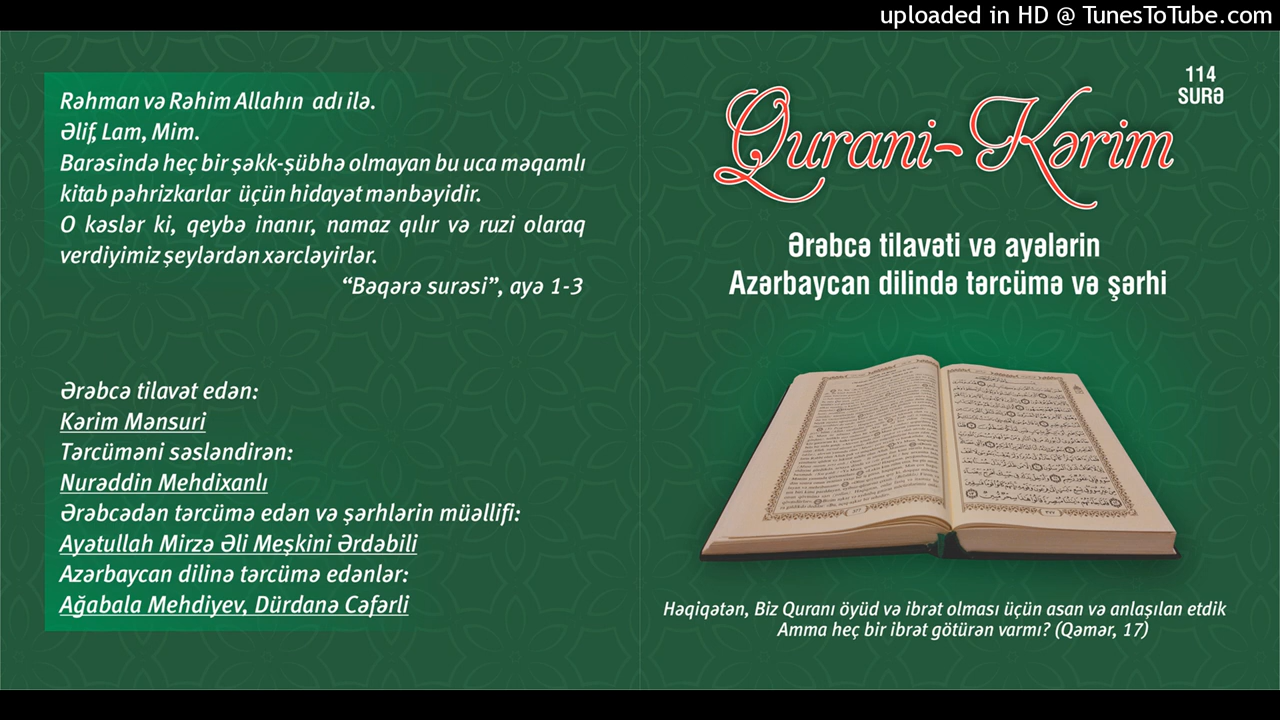 uploaded in HD @ TunesToTube.com
Rəhman və Rəhim Allahın adı ilə.
Əlif, Lam, Mim.
Barəsində heç bir şəkk-şübhə olmayan bu uca məqamlı
kitab pəhrizkarlar üçün hidayət mənbəyidir.
O kəslər ki, qeybə inanır, namaz qılır və ruzi olaraq
verdiyimiz şeylərdən xərcləyirlər.
“Bəqərə surəsi”, ayə 1-3
Ərəbcə tilavət edən:
Kərim Mənsuri
Tərcüməni səsləndirən:
Nurəddin Mehdixanlı
Ərəbcədən tərcümə edən və şərhlərin müəllifi:
Ayətullah Mirzə Əli Meşkini Ərdəbili
Azərbaycan dilinə tərcümə edənlər:
Ağabala Mehdiyev, Dürdanə Cəfərli
114
SURƏ
Qurani-Kərim
Ərəbcə tilavəti və ayələrin
Azərbaycan dilində tərcümə və şərhi
Həqiqətən, Biz Quranı öyüd və ibrət olması üçün asan və anlaşılan etdik
Amma heç bir ibrət götürən varmı? (Qəmər, 17)